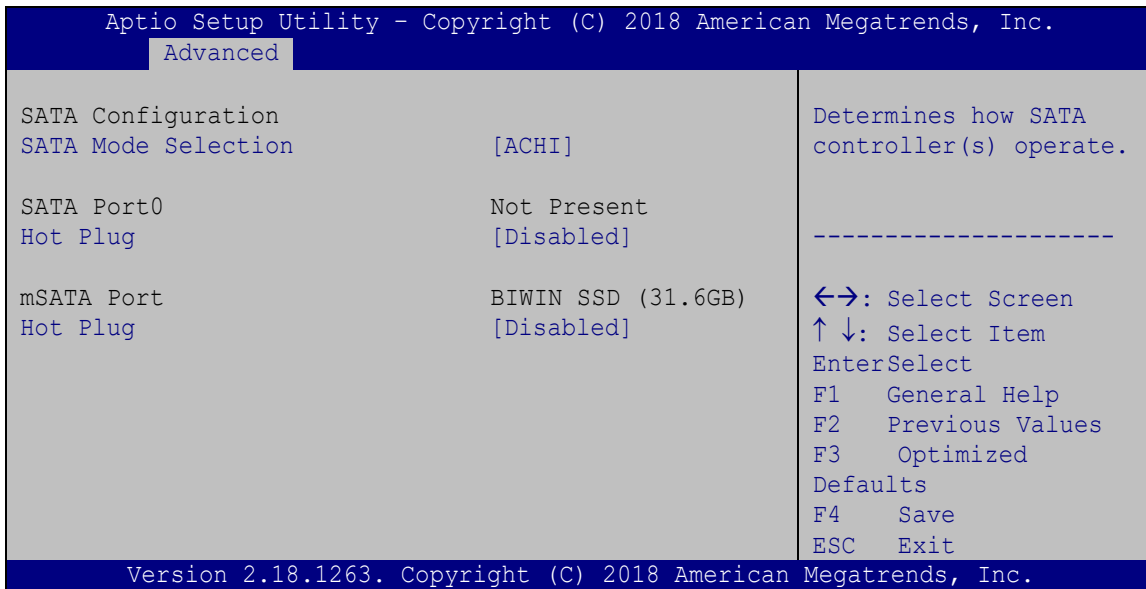 Aptio Setup Utility – Copyright (C) 2018 American Megatrends, Inc.
Advanced
SATA Configuration
SATA Mode Selection [ACHI]
SATA Port0 Not Present
Hot Plug [Disabled]
mSATA Port BIWIN SSD (31.6GB)
Hot Plug [Disabled]
Determines how SATA
controller(s) operate.
---------------------
←→: Select Screen
↑ ↓: Select Item
EnterSelect
F1 General Help
F2 Previous Values
F3 Optimized
Defaults
F4 Save
ESC Exit
Version 2.18.1263. Copyright (C) 2018 American Megatrends, Inc.